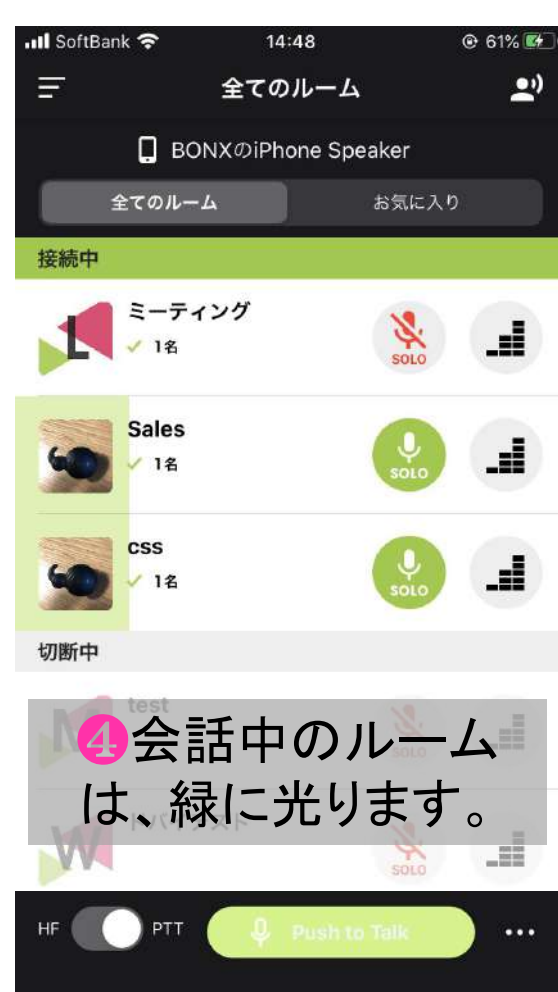 SoftBank 14:48 61%
全てのルーム
BONXのiPhone Speaker
全てのルーム お気に入り
接続中
L ミーティング
✓ 1名
SOLO
Sales
✓ 1名
SOLO
css
✓ 1名
SOLO
切断中
test
M
SOLO
❹会話中のルーム
は、緑に光ります。
W
SOLO
HF PTT Push to Talk ...